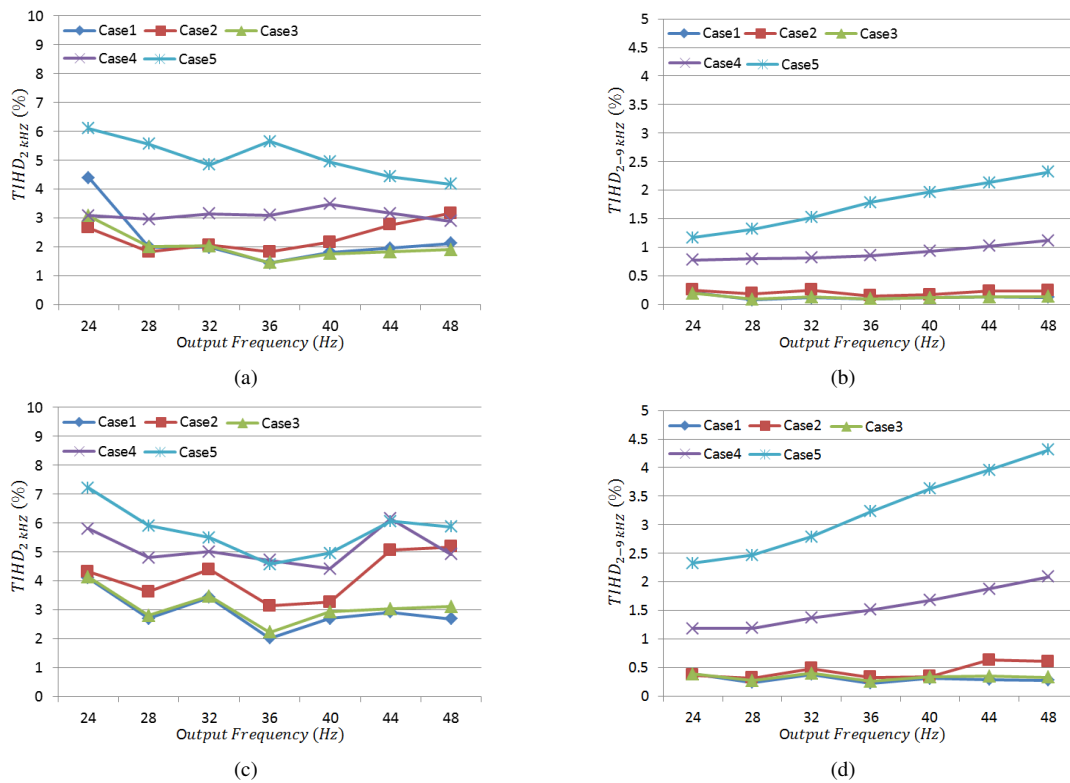 10
9
8
7
6
5
4
3
2
1
0
TIHD2 kHZ (%)
Case1 Case2 Case3
Case4 Case5
24 28 32 36 40 44 48
Output Frequency (Hz)
(a)
5
4.5
4
3.5
3
2.5
2
1.5
1
0.5
0
TIHD2−9 kHZ (%)
Case1 Case2 Case3
Case4 Case5
24 28 32 36 40 44 48
Output Frequency (Hz)
(b)
10
9
8
7
6
5
4
3
2
1
0
TIHD2 kHZ (%)
Case1 Case2 Case3
Case4 Case5
24 28 32 36 40 44 48
Output Frequency (Hz)
(c)
5
4.5
4
3.5
3
2.5
2
1.5
1
0.5
0
TIHD2−9 kHZ (%)
Case1 Case2 Case3
Case4 Case5
24 28 32 36 40 44 48
Output Frequency (Hz)
(d)